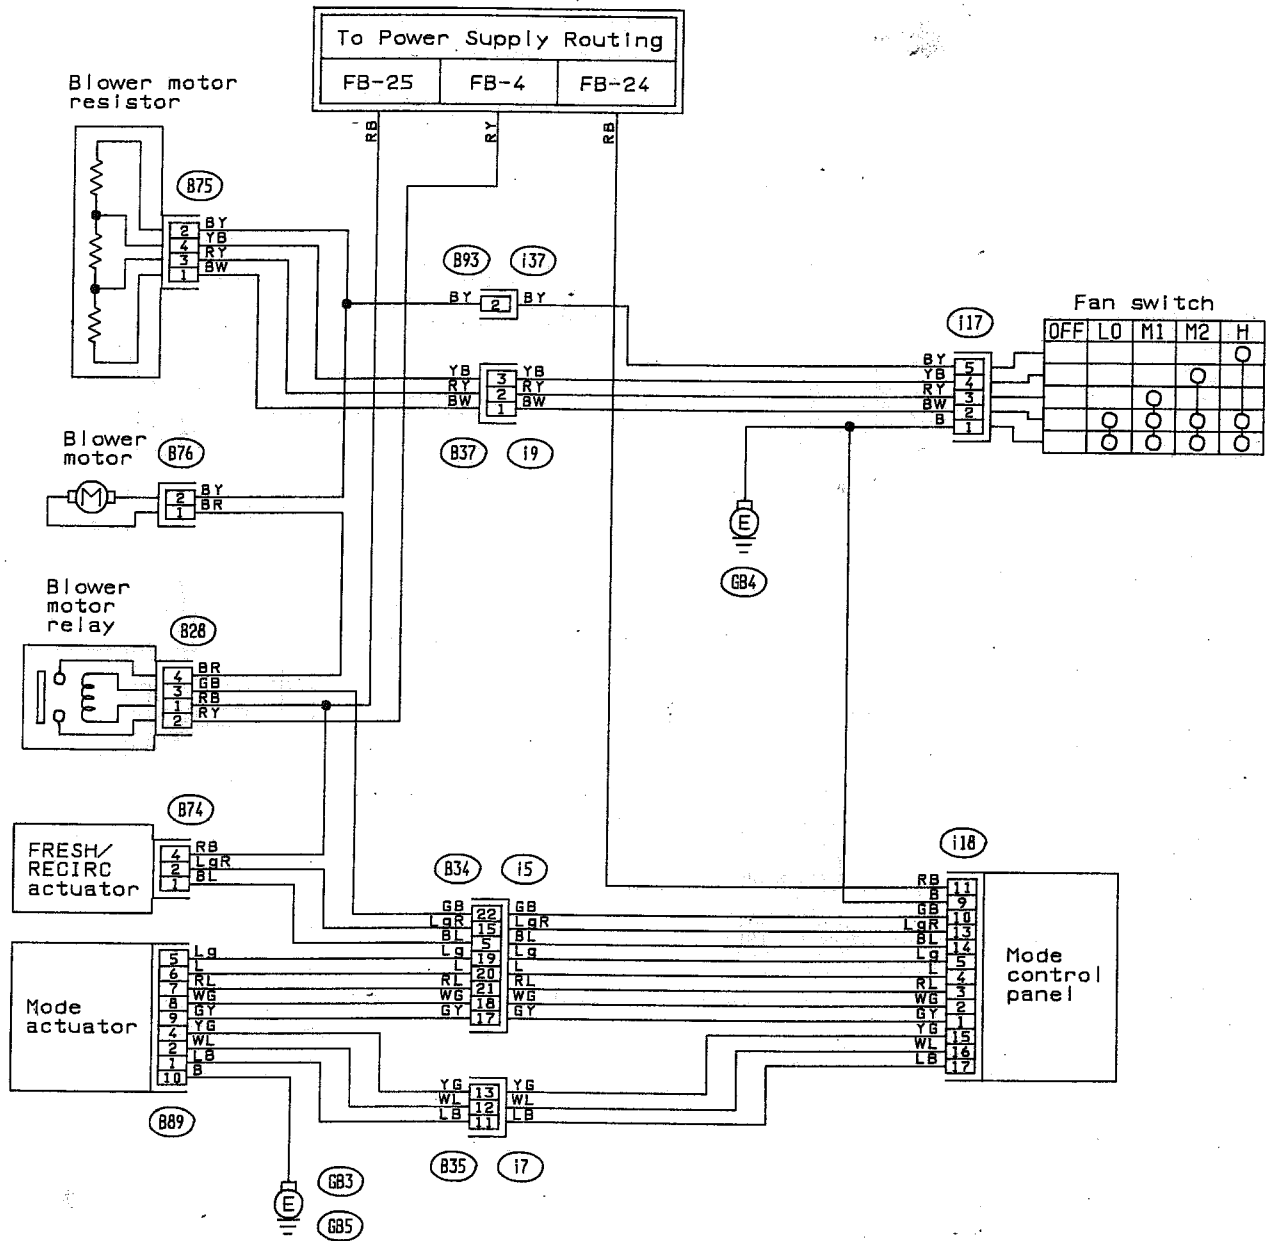 To Power Supply Routing
FB-25 FB-4 FB-24
RB RY RB
Blower motor
resistor
B75
2 BY
4 YB
3 RY
1 BW
B93 i37
BY 2 BY
YB 3 YB
RY 2 RY
BW 1 BW
B37 i9
i17
BY 5
YB 4
RY 3
BW 2
B 1
Fan switch
OFF LO M1 M2 H
Blower
motor
B76
M
2 BY
1 BR
E
GB4
Blower
motor
relay
B28
4 BR
3 GB
1 RB
2 RY
B74
FRESH/
RECIRC
actuator
4 RB
2 LgR
1 BL
B34 i5
GB 22 GB
LgR 15 LgR
BL 5 BL
Lg 19 Lg
L 20 L
RL 21 RL
WG 18 WG
GY 17 GY
i18
RB 11
B 9
GB 10
LgR 13
BL 14
Lg 5
L 4
RL 3
WG 2
GY 1
YG 15
WL 16
LB 17
Mode
control
panel
Mode
actuator
5 Lg
6 L
7 RL
8 WG
9 GY
4 YG
2 WL
1 LB
10 B
B89
YG 13 YG
WL 12 WL
LB 11 LB
B35 i7
E
GB3
GB5